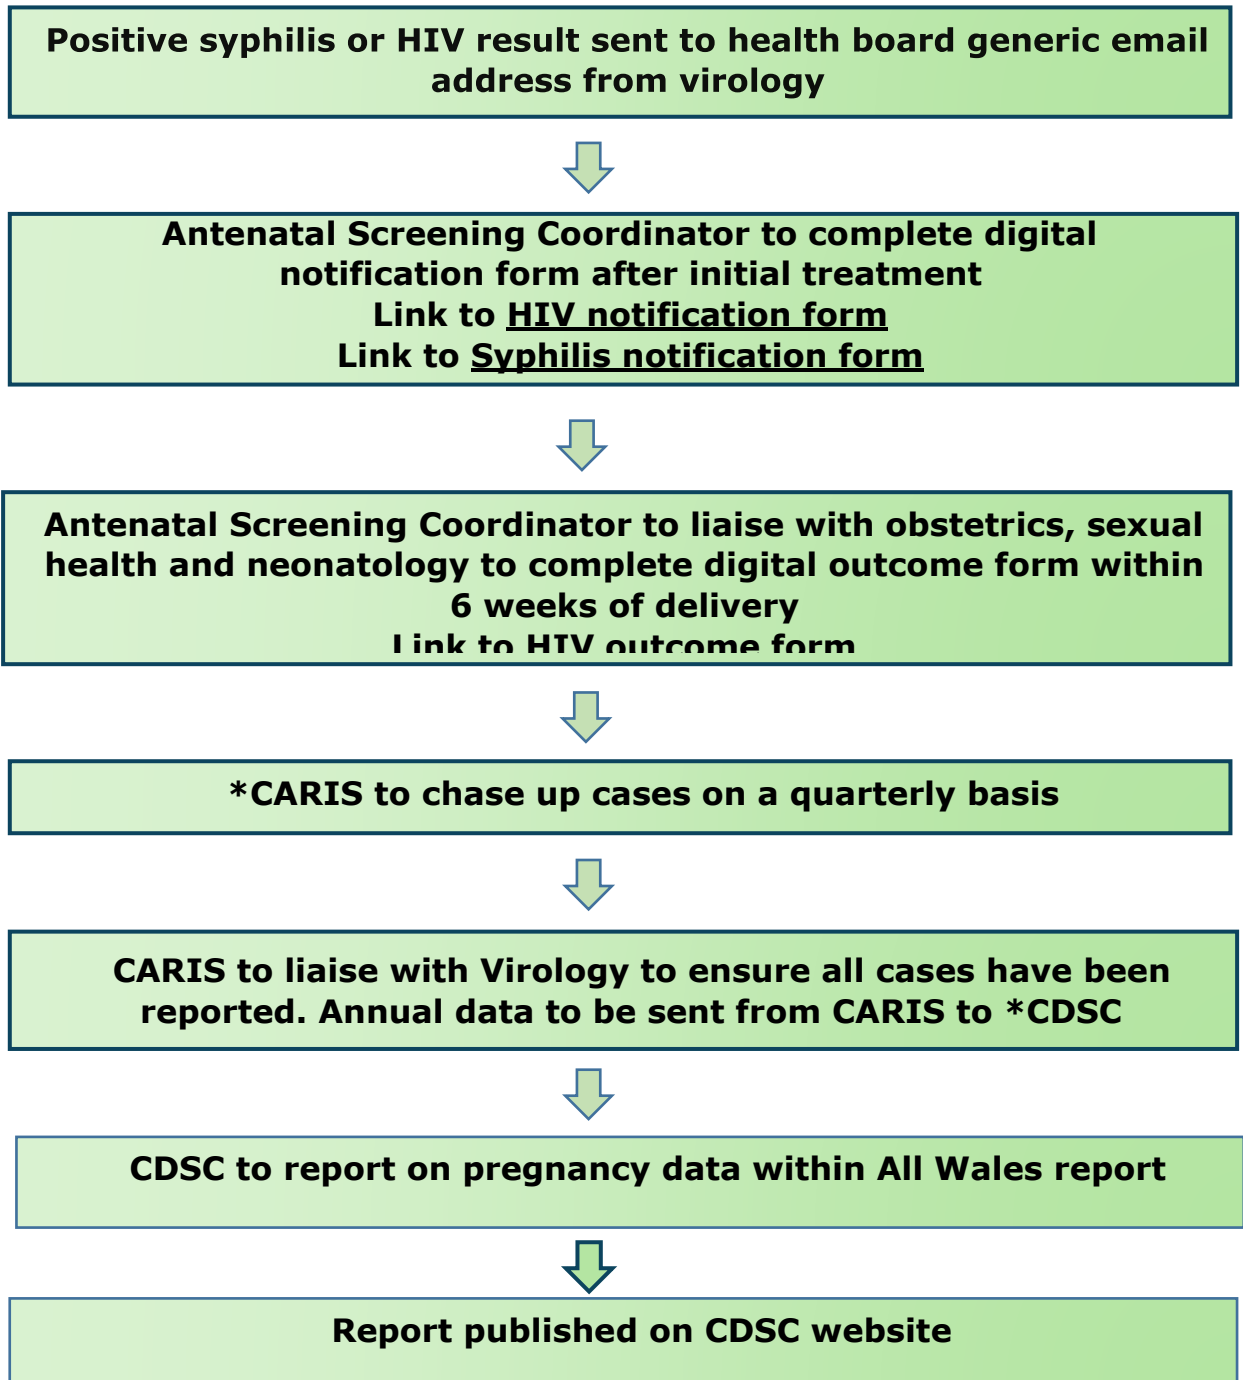 Positive syphilis or HIV result sent to health board generic email
address from virology
Antenatal Screening Coordinator to complete digital
notification form after initial treatment
Link to HIV notification form
Link to Syphilis notification form
Antenatal Screening Coordinator to liaise with obstetrics, sexual
health and neonatology to complete digital outcome form within
6 weeks of delivery
Link to HIV outcome form
*CARIS to chase up cases on a quarterly basis
CARIS to liaise with Virology to ensure all cases have been
reported. Annual data to be sent from CARIS to *CDSC
CDSC to report on pregnancy data within All Wales report
Report published on CDSC website